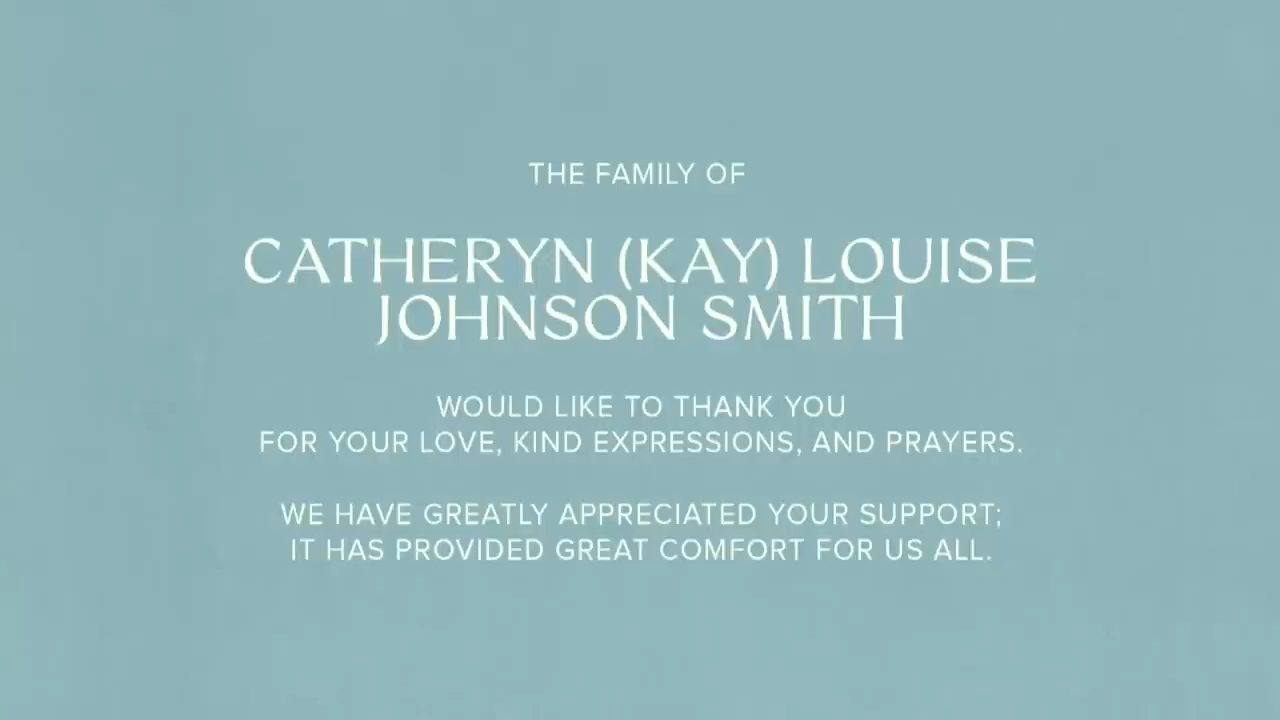 THE FAMILY OF
CATHERYN (KAY) LOUISE
JOHNSON SMITH
WOULD LIKE TO THANK YOU
FOR YOUR LOVE, KIND EXPRESSIONS, AND PRAYERS.
WE HAVE GREATLY APPRECIATED YOUR SUPPORT;
IT HAS PROVIDED GREAT COMFORT FOR US ALL.